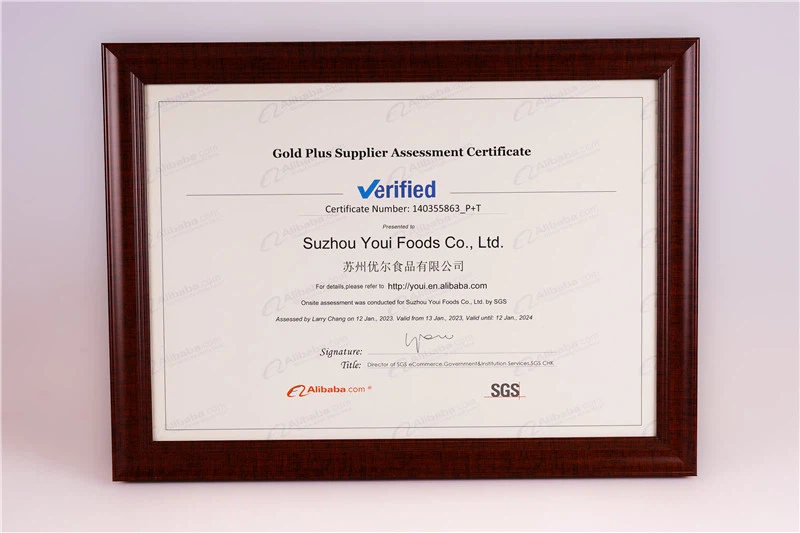 Gold Plus Supplier Assessment Certificate
Verified
Certificate Number: 140355863_P+T
Presented to
Suzhou Youi Foods Co., Ltd.
苏州优尔食品有限公司
For details,please refer to http://youi.en.alibaba.com
Onsite assessment was conducted for Suzhou Youi Foods Co., Ltd. by SGS
Assessed by Larry Chang on 12 Jan., 2023. Valid from 13 Jan., 2023, Valid until: 12 Jan., 2024
Signature:
Title: Director of SGS eCommerce,Government&Institution Services,SGS CHK
Alibaba.com®
SGS